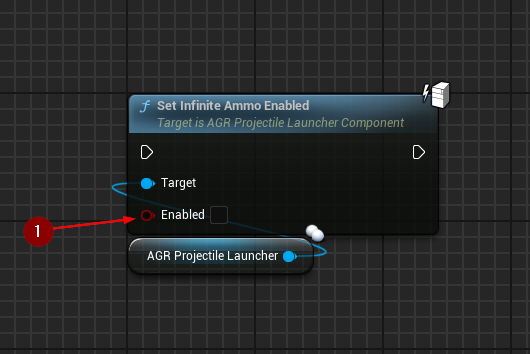 Set Infinite Ammo Enabled
Target is AGR Projectile Launcher Component
Target
1
Enabled
AGR Projectile Launcher